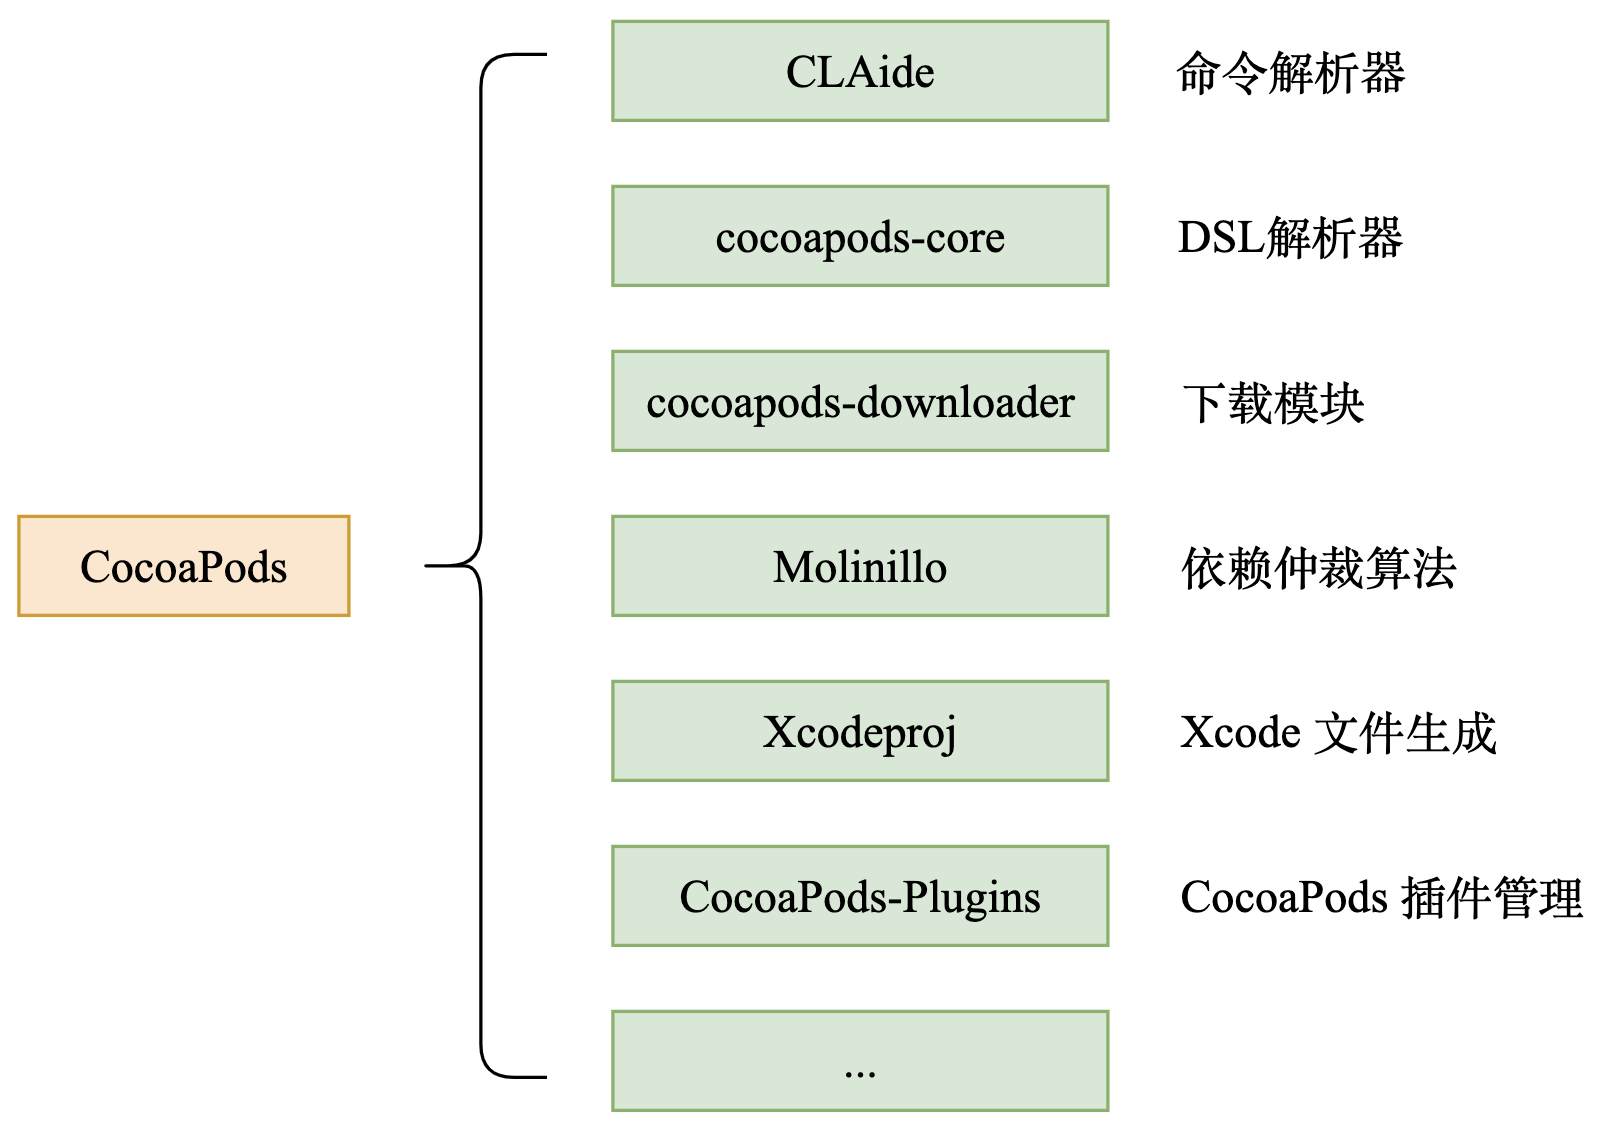 CLAide 命令解析器
cocoapods-core DSL解析器
cocoapods-downloader 下载模块
CocoaPods Molinillo 依赖仲裁算法
Xcodeproj Xcode 文件生成
CocoaPods-Plugins CocoaPods 插件管理
...